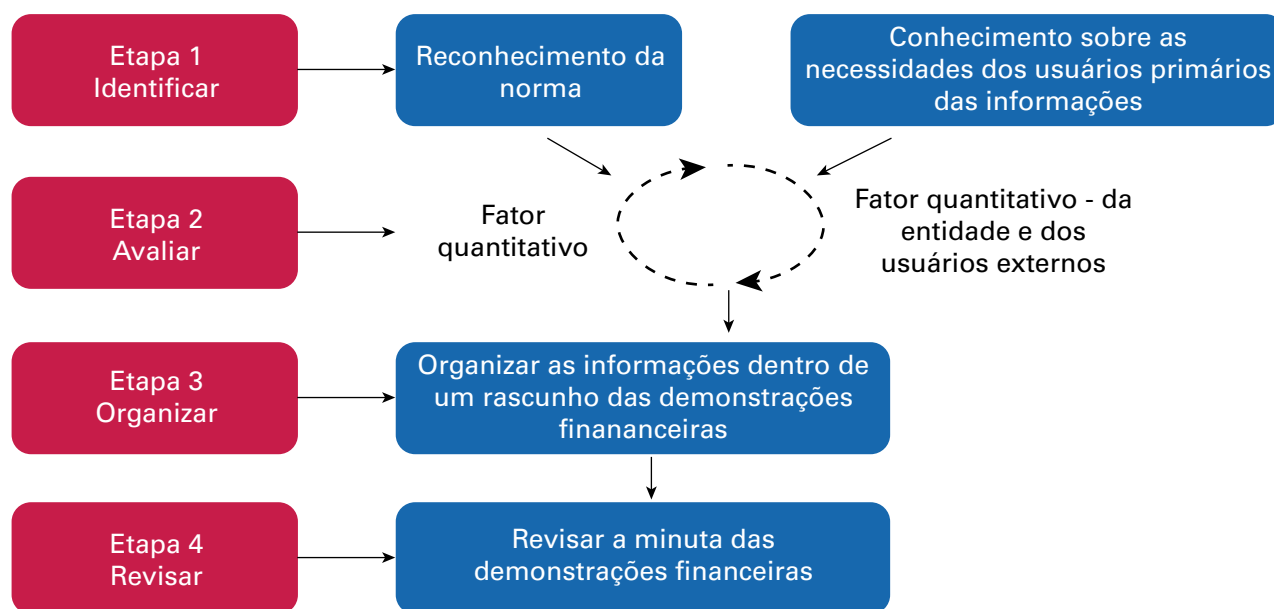 Etapa 1
Identificar
Reconhecimento da
norma
Conhecimento sobre as
necessidades dos usuários primários
das informações
Etapa 2
Avaliar
Fator
quantitativo
Fator quantitativo - da
entidade e dos
usuários externos
Etapa 3
Organizar
Organizar as informações dentro de
um rascunho das demonstrações
finananceiras
Etapa 4
Revisar
Revisar a minuta das
demonstrações financeiras